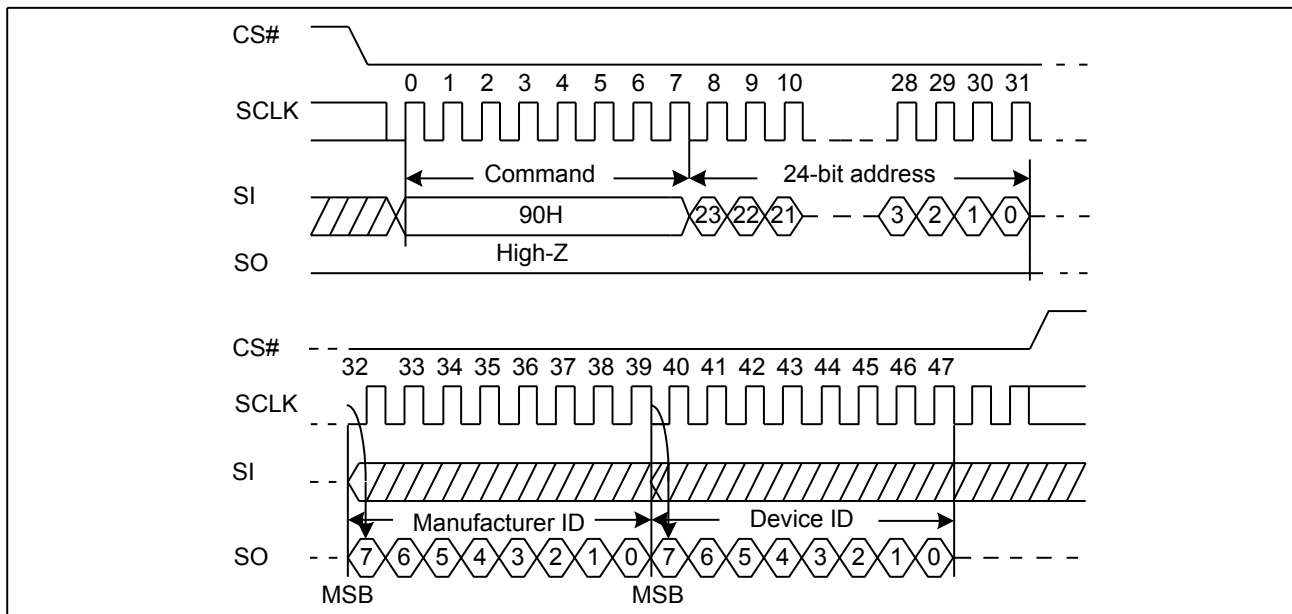 CS#
0 1 2 3 4 5 6 7 8 9 10 28 29 30 31
SCLK
Command 24-bit address
SI
90H 23 22 21 3 2 1 0
High-Z
SO
CS#
32 33 34 35 36 37 38 39 40 41 42 43 44 45 46 47
SCLK
SI
Manufacturer ID Device ID
SO 7 6 5 4 3 2 1 0 7 6 5 4 3 2 1 0
MSB MSB